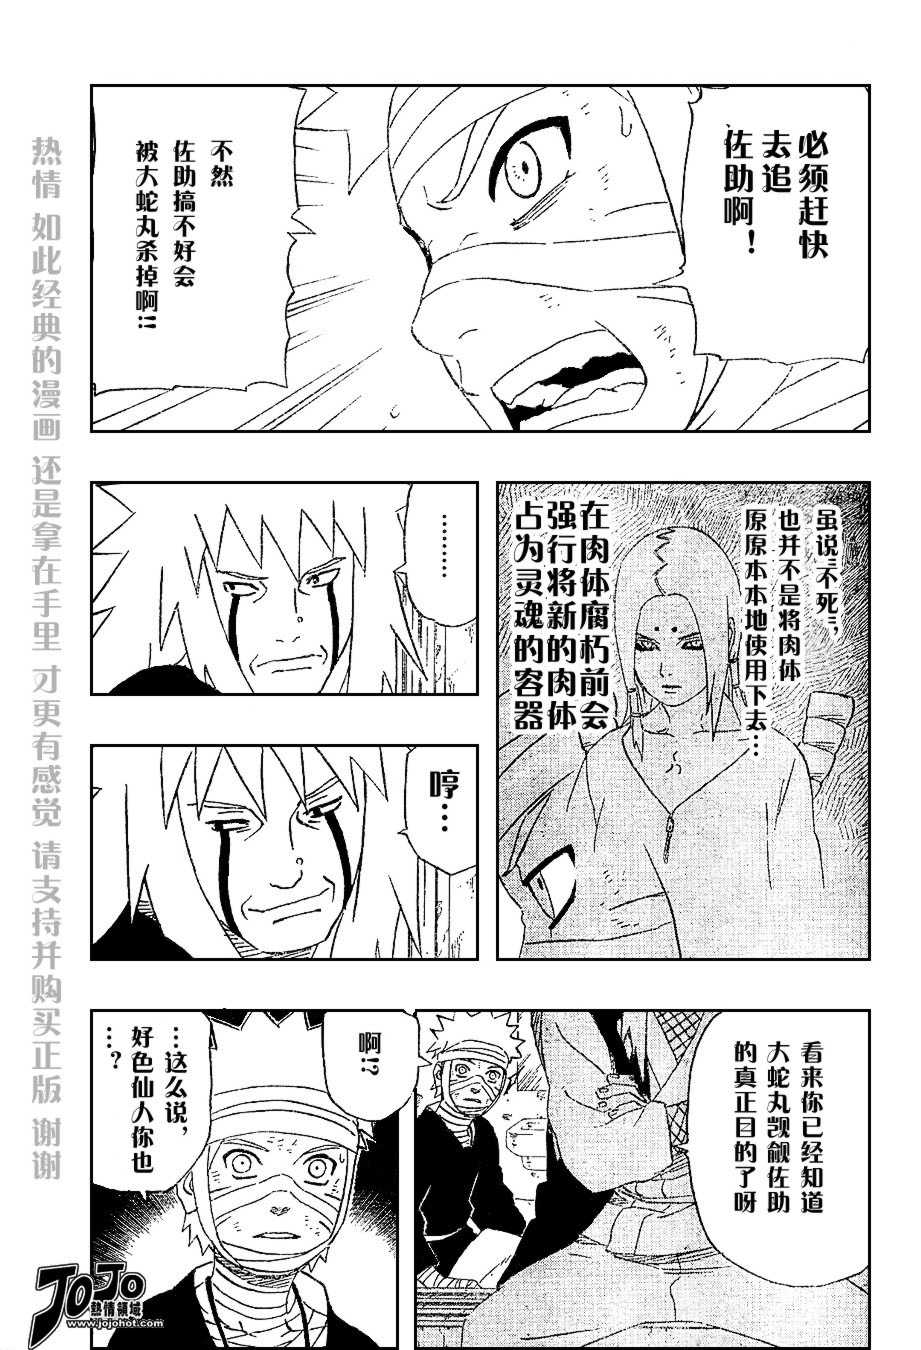 必须赶快
去追
佐助啊！
不然
佐助搞不好会
被大蛇丸杀掉啊!!
虽说“不死”，
也并不是将肉体
原原本本地使用下去…
在肉体腐朽前会
强行将新的肉体
占为灵魂的容器
……
哼…
看来你已经知道
大蛇丸觊觎佐助
的真正目的了呀
啊!?
…这么说，
好色仙人你也
…？
热情 如此经典的漫画 还是拿在手里 才更有感觉 请支持并购买正版 谢谢
JOJO
热情领域
www.jojohot.com